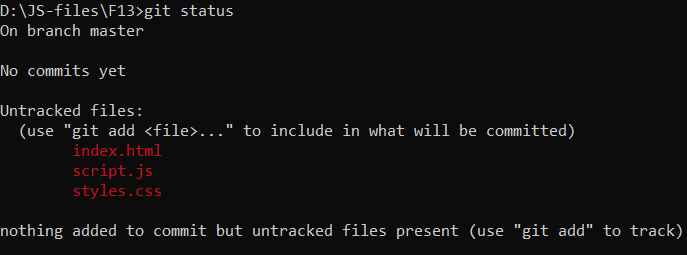 D:\JS-files\F13>git status
On branch master
No commits yet
Untracked files:
(use "git add <file>..." to include in what will be committed)
index.html
script.js
styles.css
nothing added to commit but untracked files present (use "git add" to track)